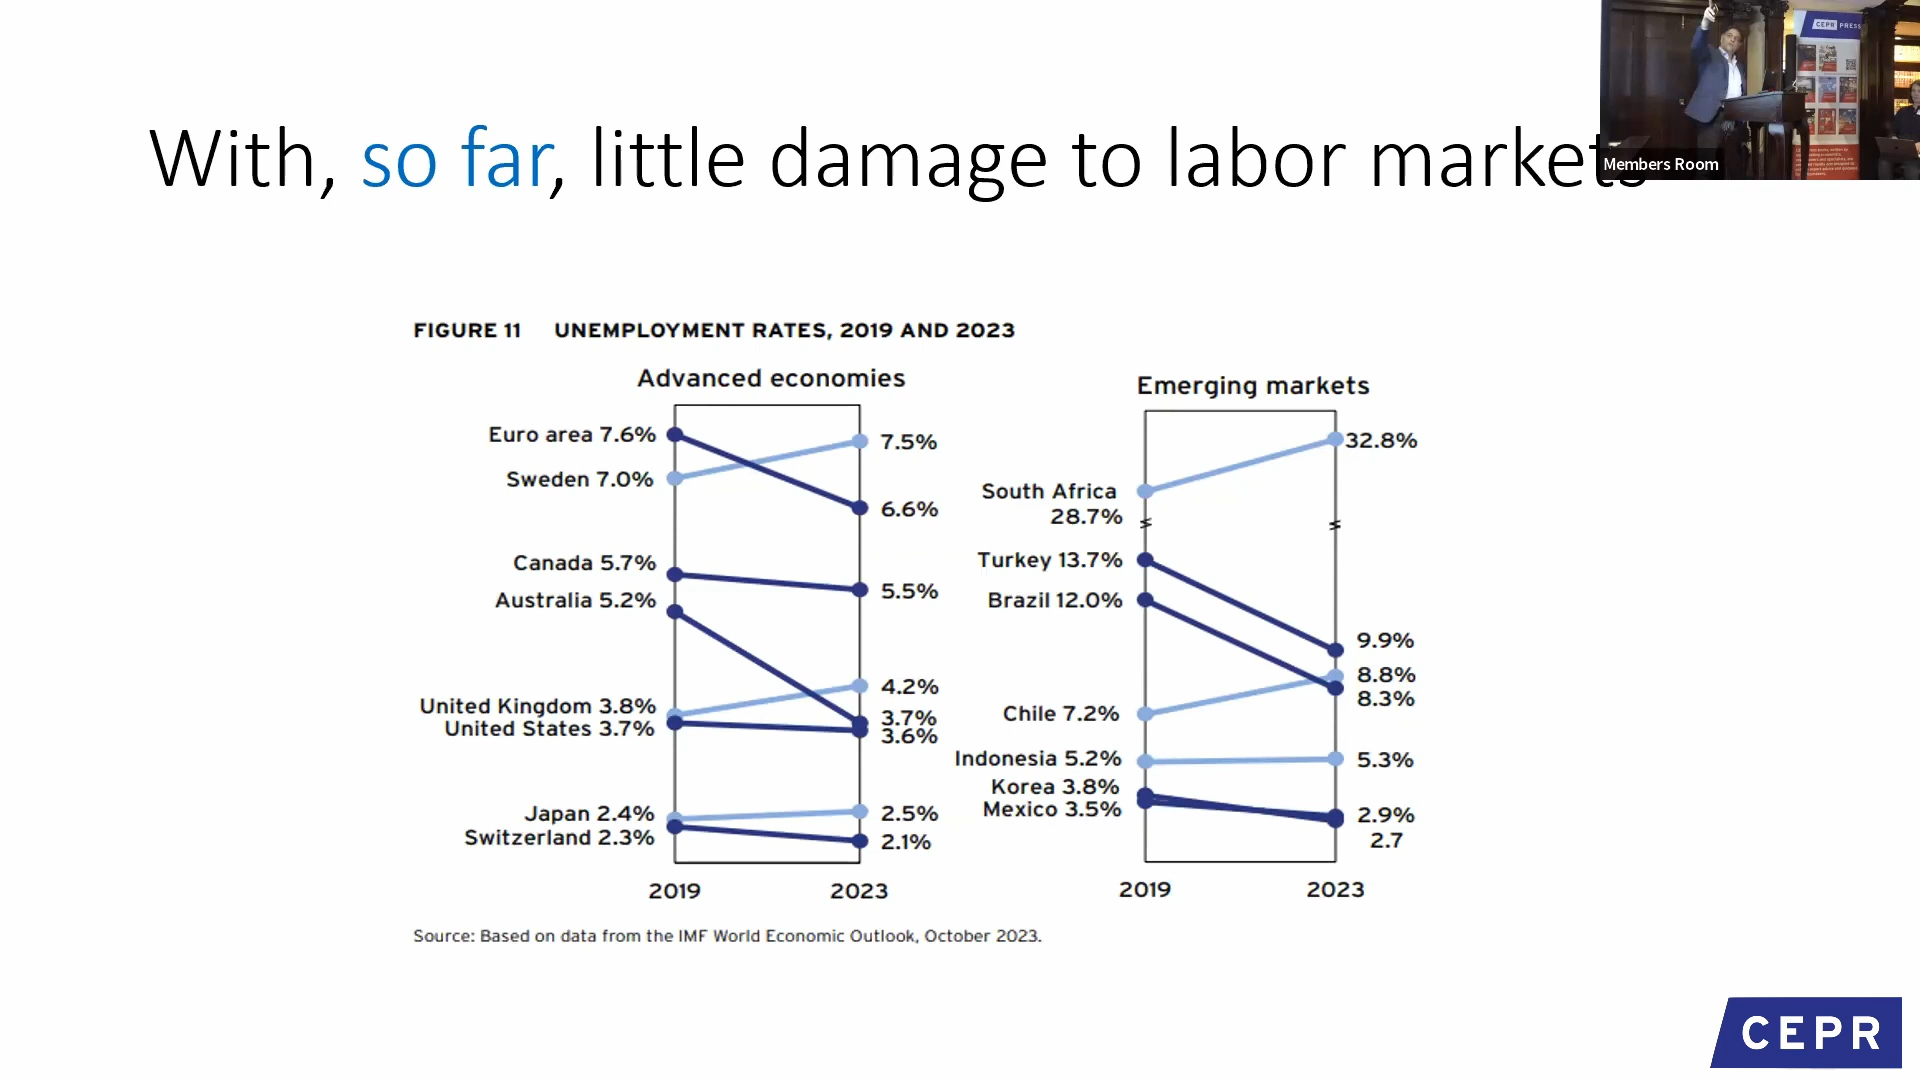 With, so far, little damage to labor markets
Members Room
CEPR PRESS
FIGURE 11 UNEMPLOYMENT RATES, 2019 AND 2023
Advanced economies
Euro area 7.6%
7.5%
Sweden 7.0%
6.6%
Canada 5.7%
5.5%
Australia 5.2%
4.2%
United Kingdom 3.8%
3.7%
United States 3.7%
3.6%
Japan 2.4%
2.5%
Switzerland 2.3%
2.1%
2019 2023
Emerging markets
32.8%
South Africa
28.7%
Turkey 13.7%
Brazil 12.0%
9.9%
8.8%
8.3%
Chile 7.2%
Indonesia 5.2%
5.3%
Korea 3.8%
Mexico 3.5%
2.9%
2.7
2019 2023
Source: Based on data from the IMF World Economic Outlook, October 2023.
CEPR